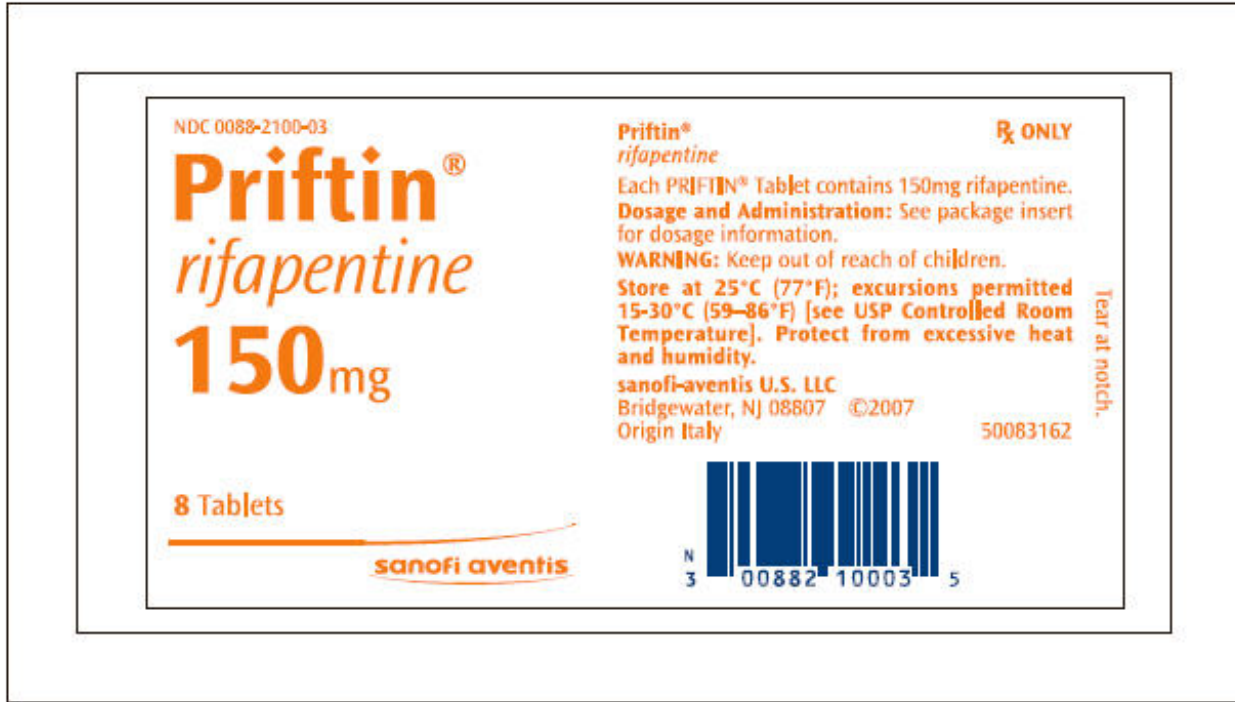 NDC 0088-2100-03
Priftin®
rifapentine
150mg
8 Tablets
sanofi aventis
Priftin®
℞ ONLY
rifapentine
Each PRIFTIN® Tablet contains 150mg rifapentine.
Dosage and Administration: See package insert
for dosage information.
WARNING: Keep out of reach of children.
Store at 25°C (77°F); excursions permitted
15-30°C (59–86°F) [see USP Controlled Room
Temperature]. Protect from excessive heat
and humidity.
sanofi-aventis U.S. LLC
Bridgewater, NJ 08807 ©2007
Origin Italy 50083162
N
3 00882 10003 5
Tear at notch.